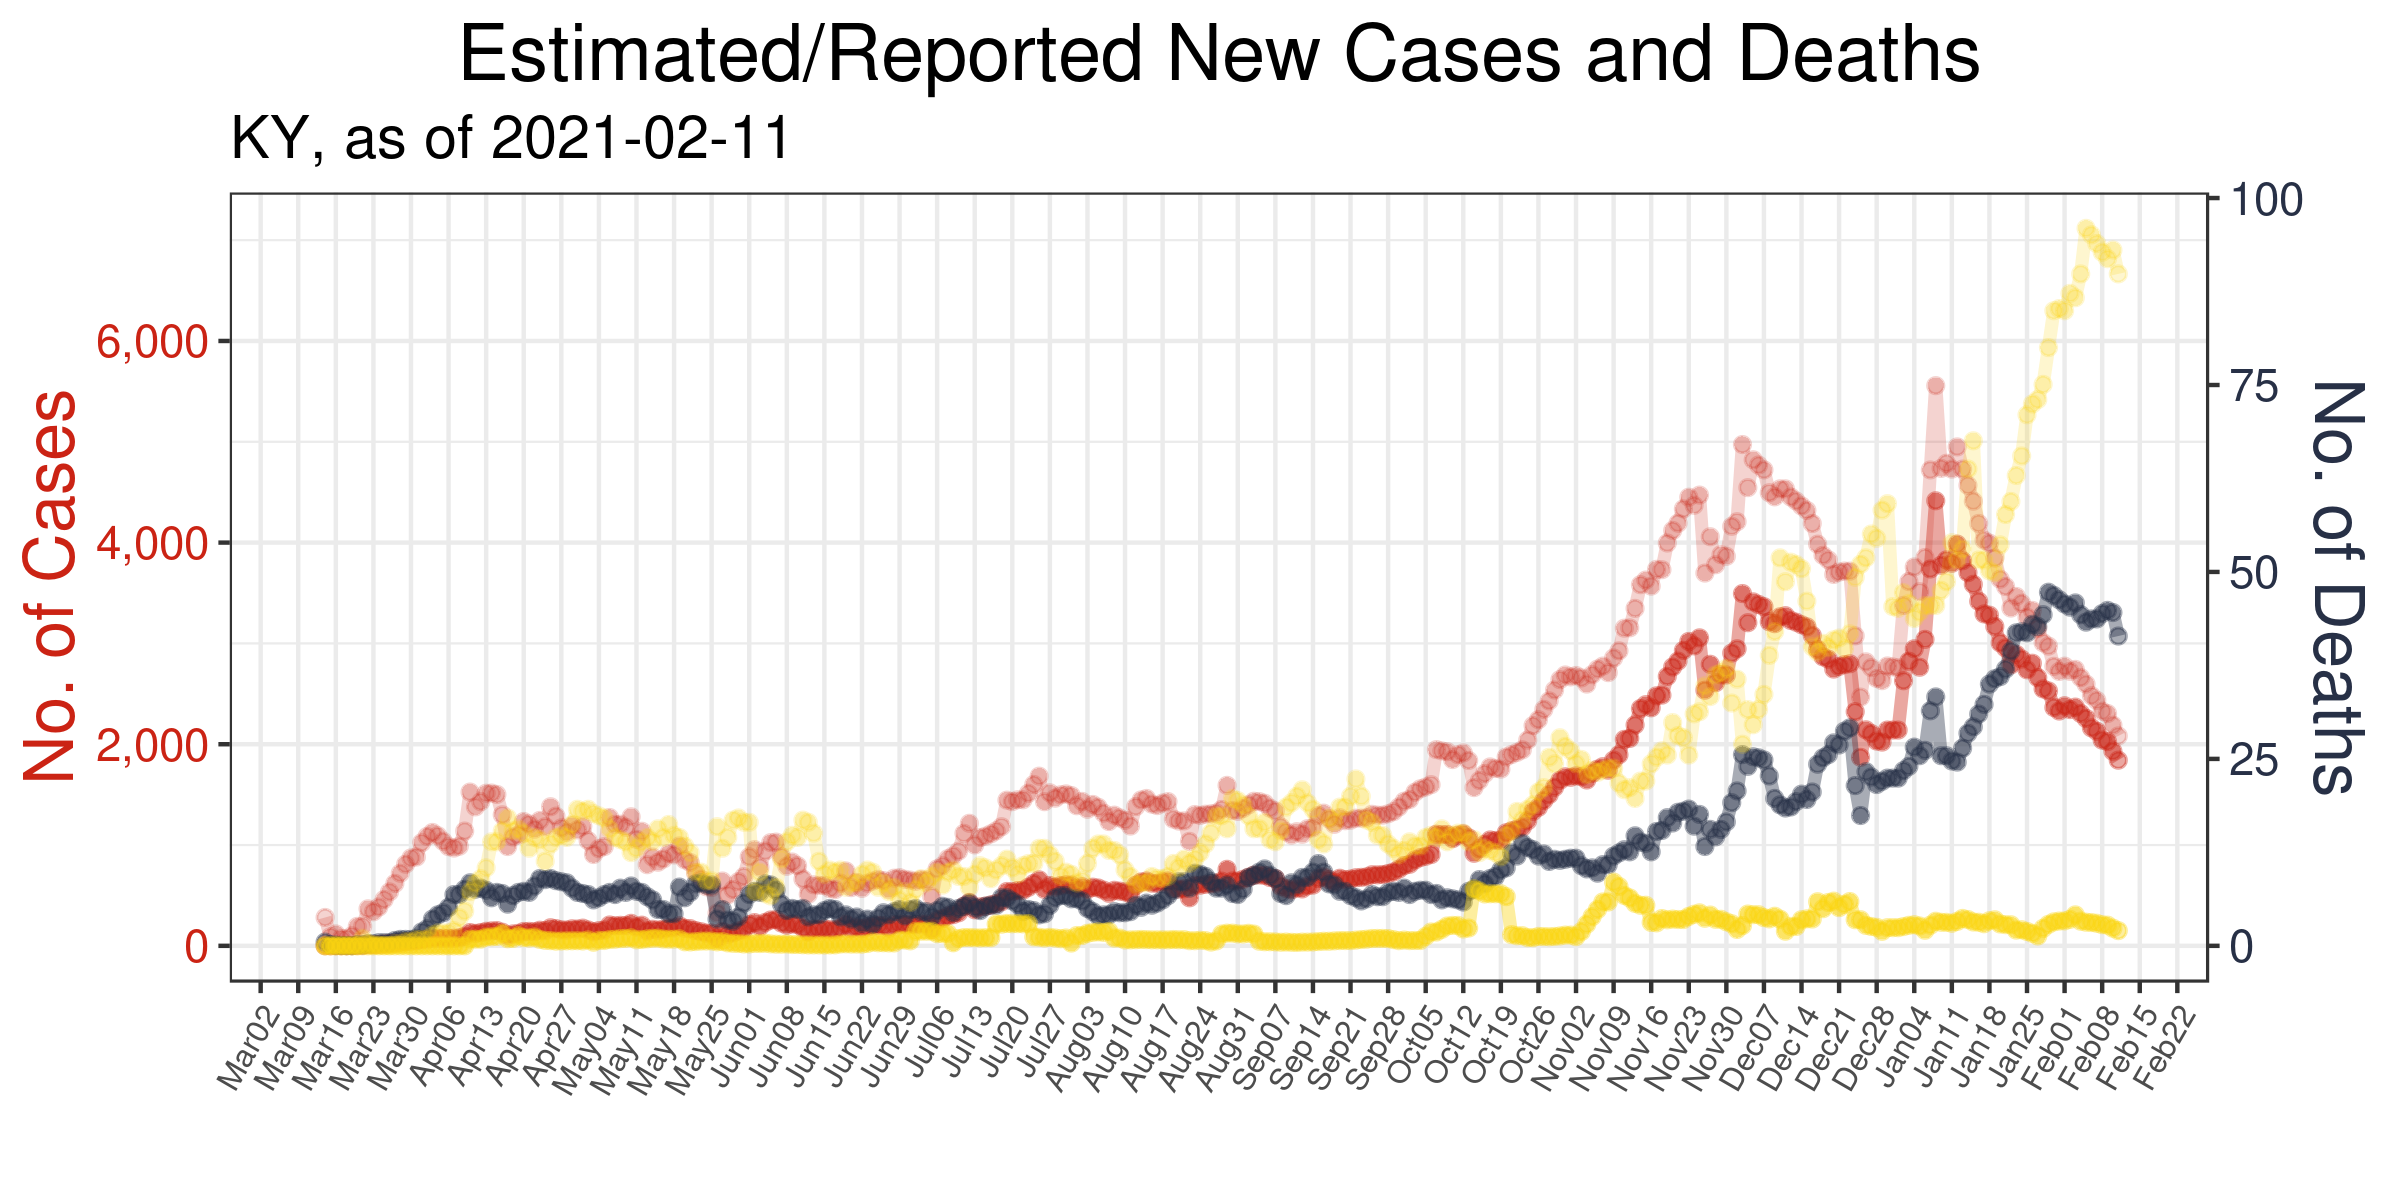 Estimated/Reported New Cases and Deaths
KY, as of 2021-02-11
No. of Cases
6,000
4,000
2,000
0
100
75
50
25
0
No. of Deaths
Mar02 Mar09 Mar16 Mar23 Mar30 Apr06 Apr13 Apr20 Apr27 May04 May11 May18 May25 Jun01 Jun08 Jun15 Jun22 Jun29 Jul06 Jul13 Jul20 Jul27 Aug03 Aug10 Aug17 Aug24 Aug31 Sep07 Sep14 Sep21 Sep28 Oct05 Oct12 Oct19 Oct26 Nov02 Nov09 Nov16 Nov23 Nov30 Dec07 Dec14 Dec21 Dec28 Jan04 Jan11 Jan18 Jan25 Feb01 Feb08 Feb15 Feb22